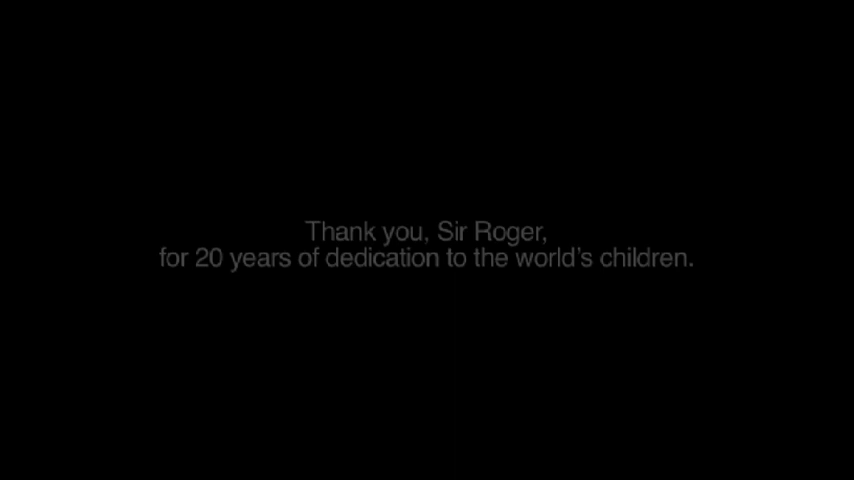 Thank you, Sir Roger,
for 20 years of dedication to the world's children.